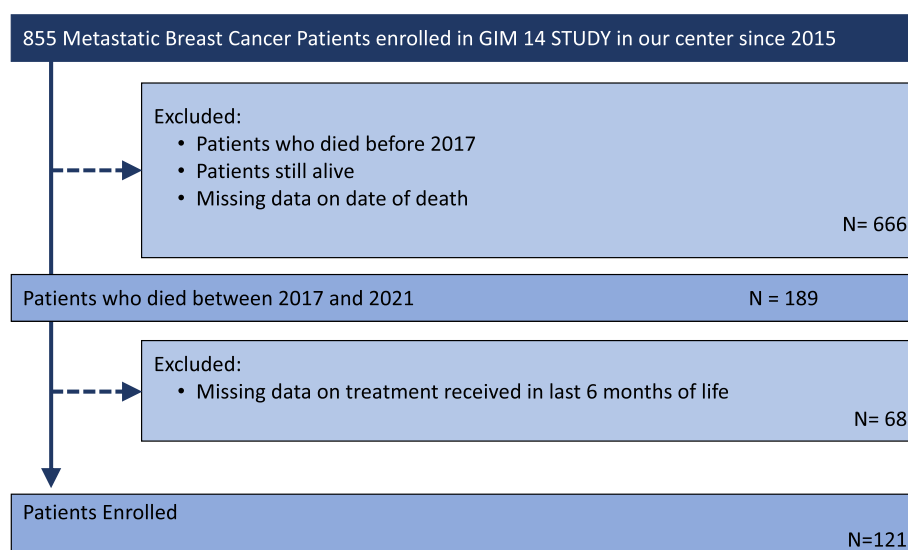 855 Metastatic Breast Cancer Patients enrolled in GIM 14 STUDY in our center since 2015
Excluded:
• Patients who died before 2017
• Patients still alive
• Missing data on date of death
N= 666
Patients who died between 2017 and 2021 N = 189
Excluded:
• Missing data on treatment received in last 6 months of life
N= 68
Patients Enrolled
N=121